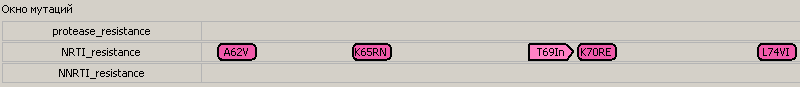 Окно мутаций
protease_resistance
NRTI_resistance A62V K65RN T69In K70RE L74VI
NNRTI_resistance